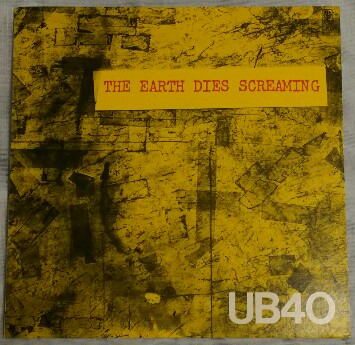 THE EARTH DIES SCREAMING
UB40